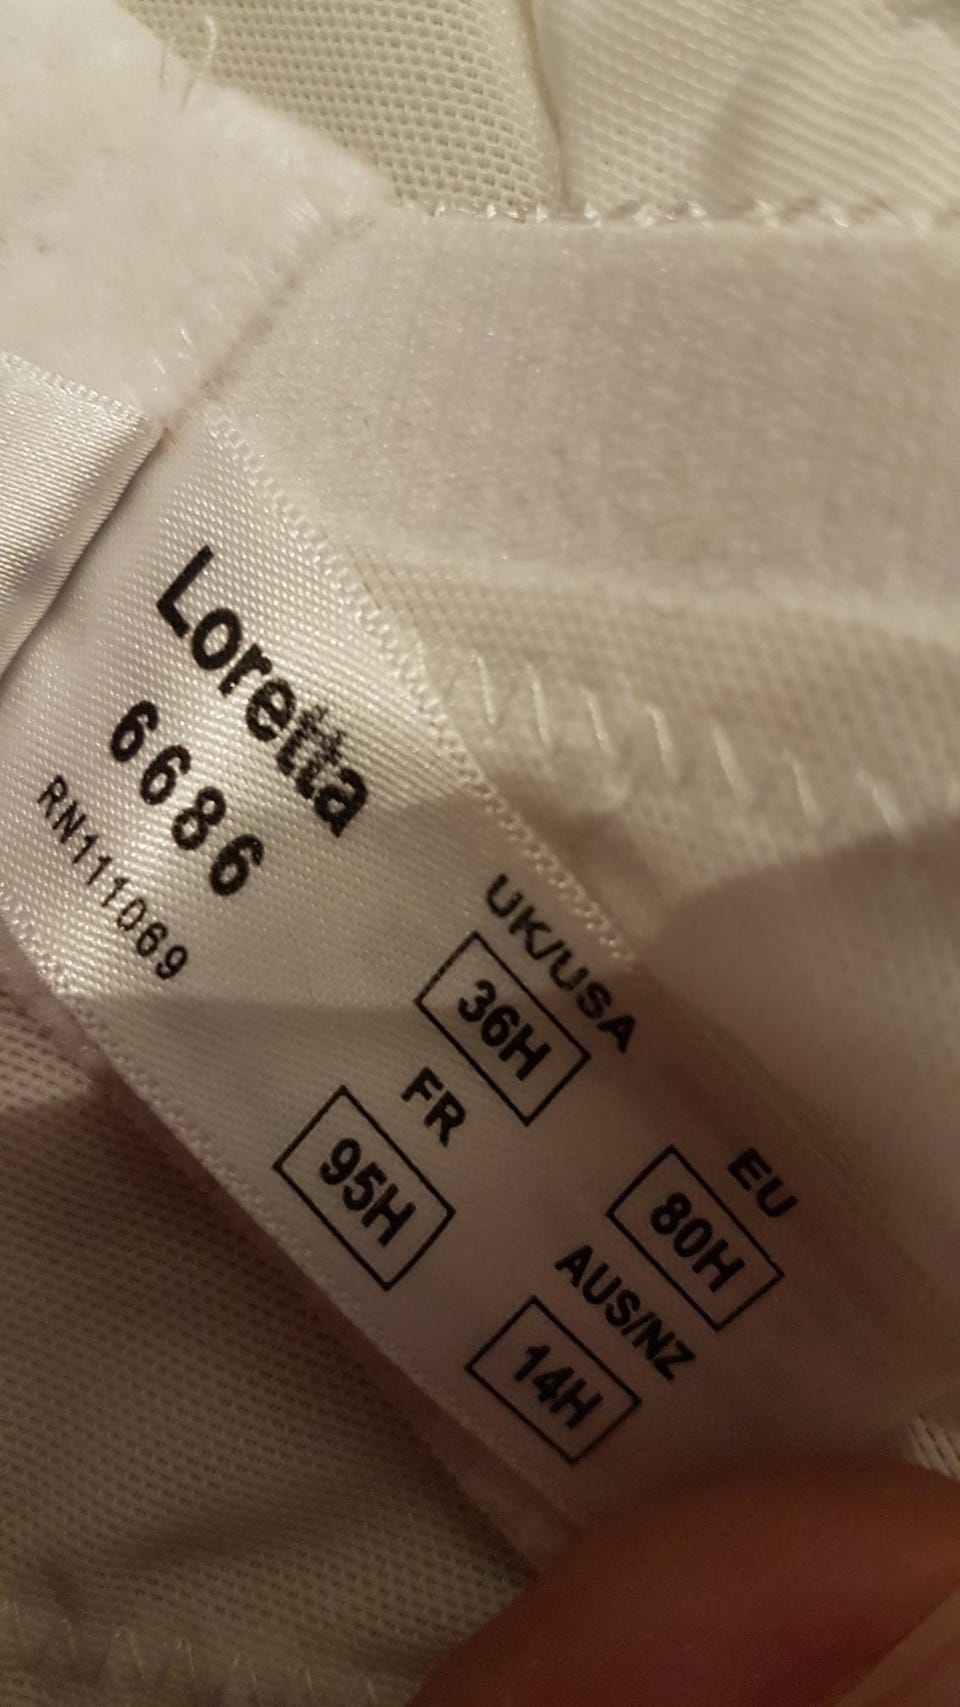 Loretta
6686
RN111069
UK/USA
36H
EU
80H
FR
95H
AUS/NZ
14H